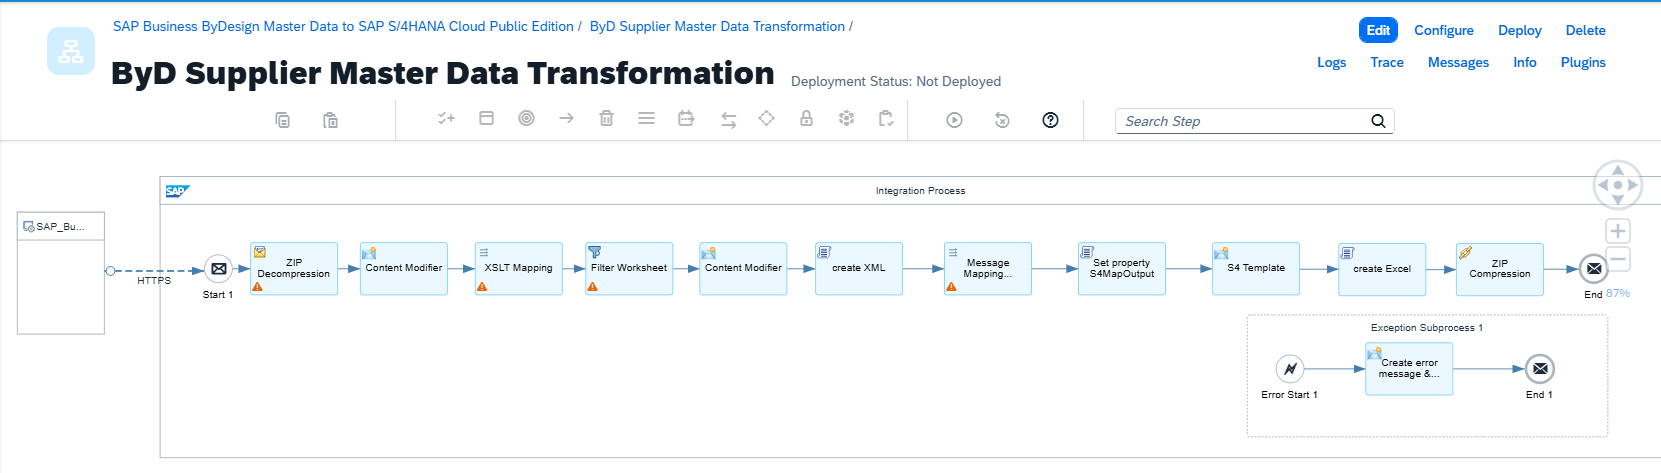 SAP Business ByDesign Master Data to SAP S/4HANA Cloud Public Edition / ByD Supplier Master Data Transformation /
ByD Supplier Master Data Transformation
Deployment Status: Not Deployed
Edit Configure Deploy Delete
Logs Trace Messages Info Plugins
Search Step
SAP
Integration Process
SAP_Bu...
HTTPS
Start 1
ZIP
Decompression
Content Modifier
XSLT Mapping
Filter Worksheet
Content Modifier
create XML
Message
Mapping...
Set property
S4MapOutput
S4 Template
create Excel
ZIP
Compression
End
87%
Exception Subprocess 1
Error Start 1
Create error
message &...
End 1